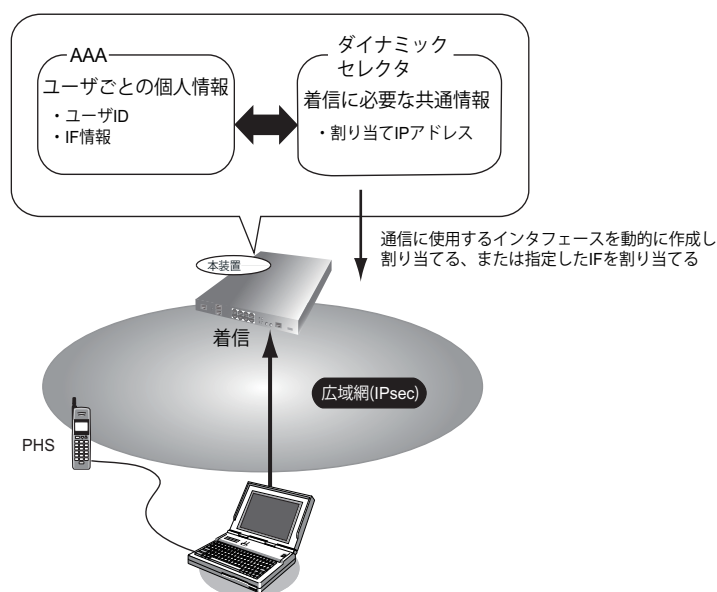 AAA
ユーザごとの個人情報
・ユーザID
・IF情報
ダイナミック
セレクタ
着信に必要な共通情報
・割り当てIPアドレス
通信に使用するインタフェースを動的に作成し
割り当てる、または指定したIFを割り当てる
本装置
着信
広域網(IPsec)
PHS